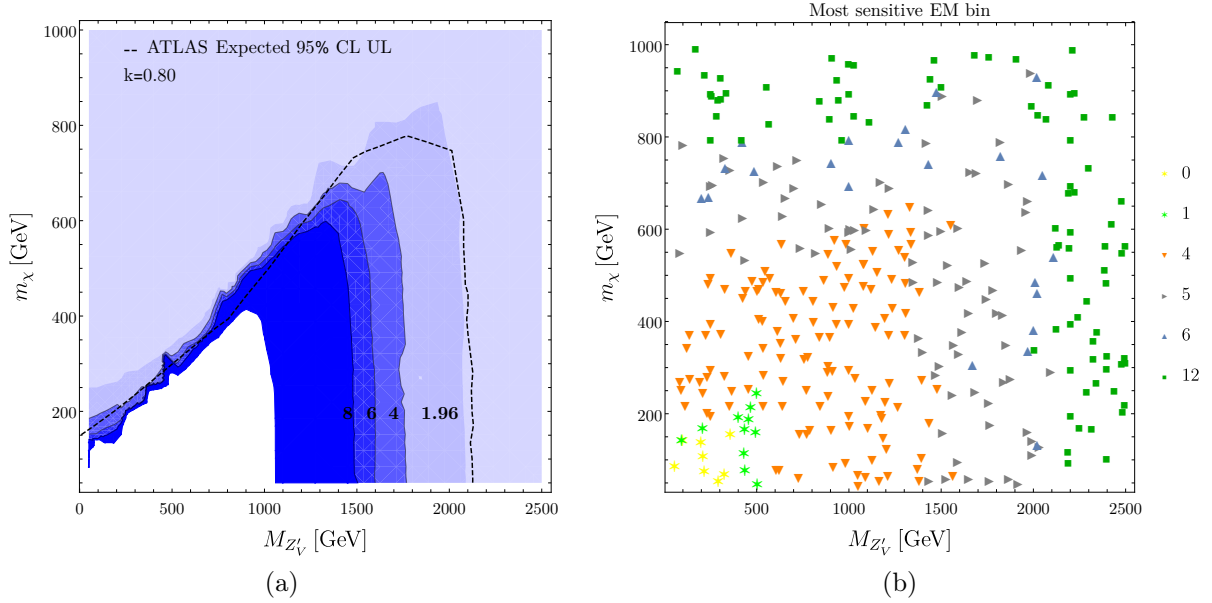 -- ATLAS Expected 95% CL UL
k=0.80
1000
800
600
400
200
8 6 4 1.96
0 500 1000 1500 2000 2500
m_χ [GeV]
M_{Z'_V} [GeV]
(a)
Most sensitive EM bin
1000
800
600
400
200
500 1000 1500 2000 2500
m_χ [GeV]
M_{Z'_V} [GeV]
0
1
4
5
6
12
(b)